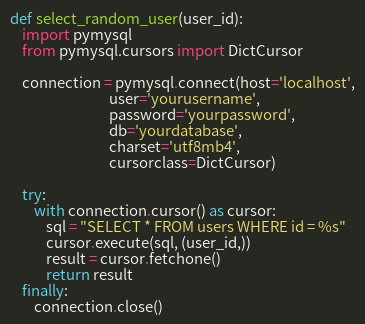 def select_random_user(user_id):
    import pymysql
    from pymysql.cursors import DictCursor

    connection = pymysql.connect(host='localhost',
                                 user='yourusername',
                                 password='yourpassword',
                                 db='yourdatabase',
                                 charset='utf8mb4',
                                 cursorclass=DictCursor)

    try:
        with connection.cursor() as cursor:
            sql = "SELECT * FROM users WHERE id = %s"
            cursor.execute(sql, (user_id,))
            result = cursor.fetchone()
            return result
    finally:
        connection.close()